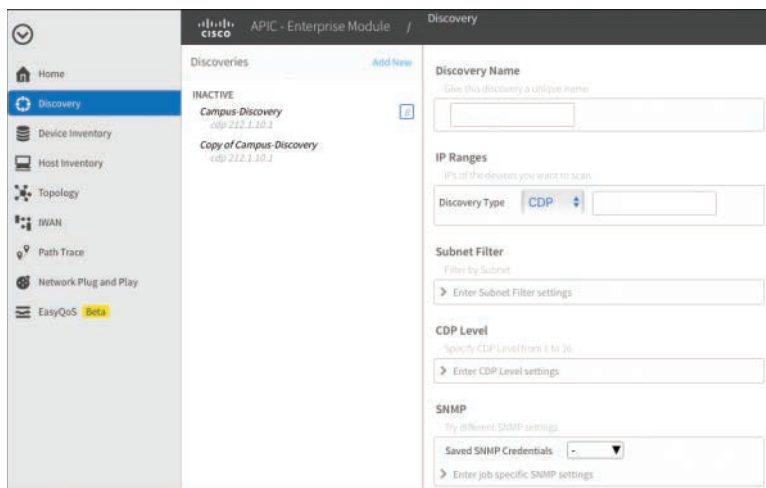 CISCO
APIC - Enterprise Module /
Discovery
Home
Discovery
Device Inventory
Host Inventory
Topology
IWAN
Path Trace
Network Plug and Play
EasyQoS Beta
Discoveries Add New
INACTIVE
Campus-Discovery
cdp 212.1.10.1
Copy of Campus-Discovery
cdp 212.1.10.1
Discovery Name
Give this discovery a unique name
IP Ranges
IPs of the devices you want to scan
Discovery Type CDP
Subnet Filter
Filter by Subnet
> Enter Subnet Filter settings
CDP Level
Specify CDP Level from 1 to 16
> Enter CDP Level settings
SNMP
Try different SNMP settings
Saved SNMP Credentials -
> Enter job specific SNMP settings